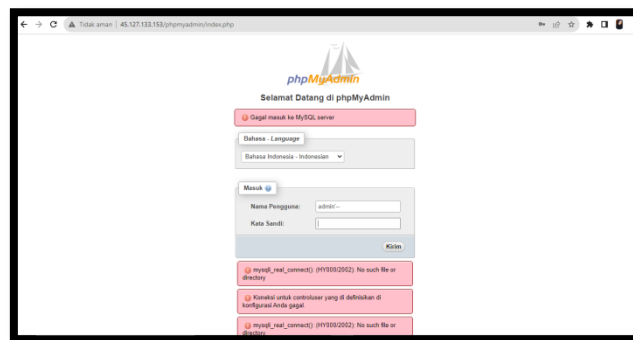 Tidak aman | 45.127.133.153/phpmyadmin/index.php
phpMyAdmin
Selamat Datang di phpMyAdmin
Gagal masuk ke MySQL server
Bahasa - Language
Bahasa Indonesia - Indonesian
Masuk
Nama Pengguna: admin'--
Kata Sandi:
Kirim
mysqli_real_connect(): (HY000/2002): No such file or
directory
Koneksi untuk controluser yang di definisikan di
konfigurasi Anda gagal.
mysqli_real_connect(): (HY000/2002): No such file or
directory